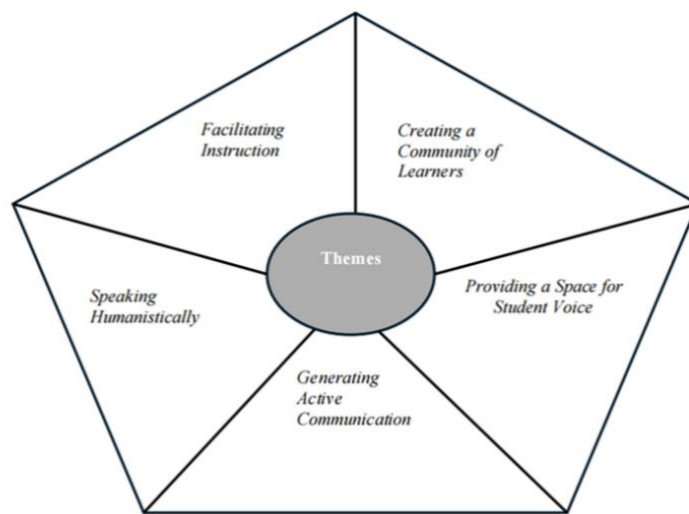 Facilitating
Instruction
Creating a
Community of
Learners
Themes
Speaking
Humanistically
Providing a Space for
Student Voice
Generating
Active
Communication